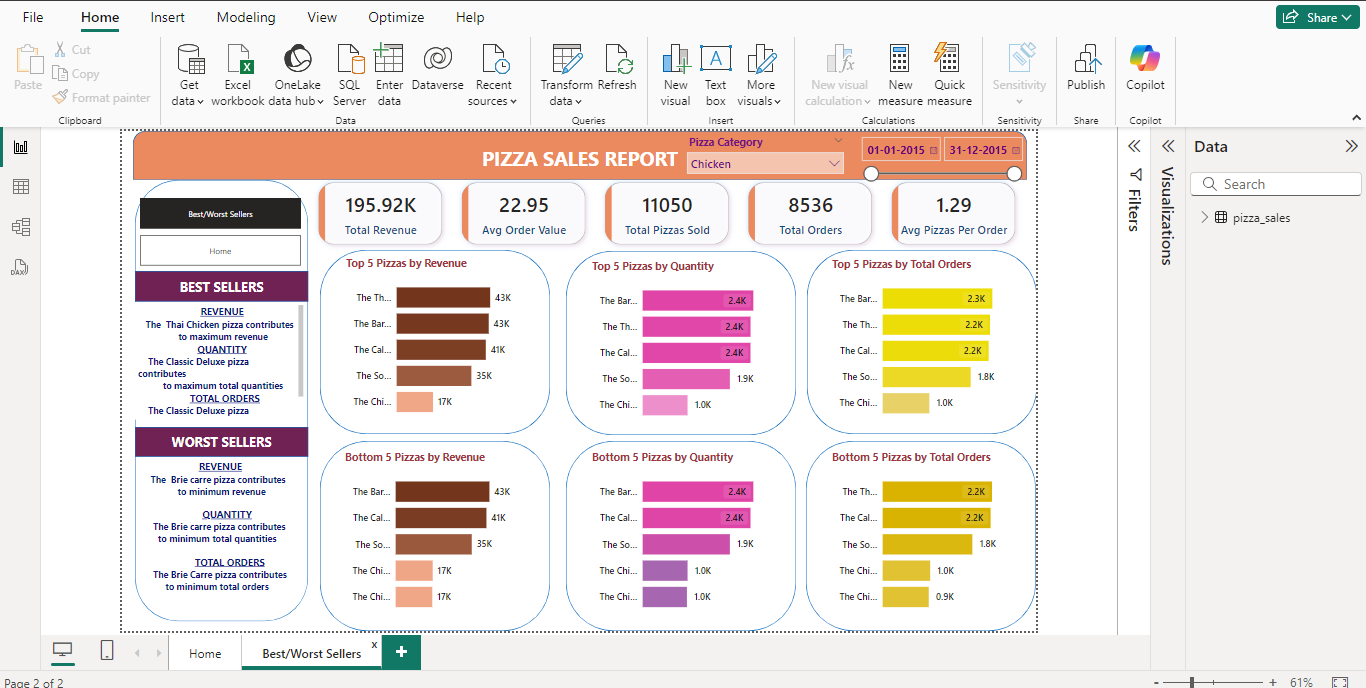 File Home Insert Modeling View Optimize Help Share
Paste
Cut
Copy
Format painter
Clipboard
Get data
Excel workbook
OneLake data hub
SQL Server
Enter data
Dataverse
Recent sources
Data
Transform data
Refresh
Queries
New visual
Text box
More visuals
Insert
New visual calculation
New measure
Quick measure
Calculations
Sensitivity
Sensitivity
Publish
Share
Copilot
Copilot
PIZZA SALES REPORT
Pizza Category
Chicken
01-01-2015
31-12-2015
Best/Worst Sellers
Home
195.92K
Total Revenue
22.95
Avg Order Value
11050
Total Pizzas Sold
8536
Total Orders
1.29
Avg Pizzas Per Order
BEST SELLERS
REVENUE
The Thai Chicken pizza contributes
to maximum revenue
QUANTITY
The Classic Deluxe pizza
contributes
to maximum total quantities
TOTAL ORDERS
The Classic Deluxe pizza
WORST SELLERS
REVENUE
The Brie carre pizza contributes
to minimum revenue
QUANTITY
The Brie carre pizza contributes
to minimum total quantities
TOTAL ORDERS
The Brie Carre pizza contributes
to minimum total orders
Top 5 Pizzas by Revenue
The Th... 43K
The Bar... 43K
The Cal... 41K
The So... 35K
The Chi... 17K
Top 5 Pizzas by Quantity
The Bar... 2.4K
The Th... 2.4K
The Cal... 2.4K
The So... 1.9K
The Chi... 1.0K
Top 5 Pizzas by Total Orders
The Bar... 2.3K
The Th... 2.2K
The Cal... 2.2K
The So... 1.8K
The Chi... 1.0K
Bottom 5 Pizzas by Revenue
The Bar... 43K
The Cal... 41K
The So... 35K
The Chi... 17K
The Chi... 17K
Bottom 5 Pizzas by Quantity
The Bar... 2.4K
The Cal... 2.4K
The So... 1.9K
The Chi... 1.0K
The Chi... 1.0K
Bottom 5 Pizzas by Total Orders
The Th... 2.2K
The Cal... 2.2K
The So... 1.8K
The Chi... 1.0K
The Chi... 0.9K
Filters
Visualizations
Data
Search
pizza_sales
DAX
Home
Best/Worst Sellers x
+
Page 2 of 2
- + 61%